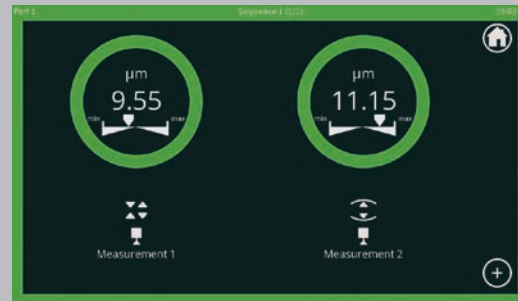 Part 1 Sequence 1 (1/1)
µm µm
9.55 11.15
min max min max
Measurement 1 Measurement 2